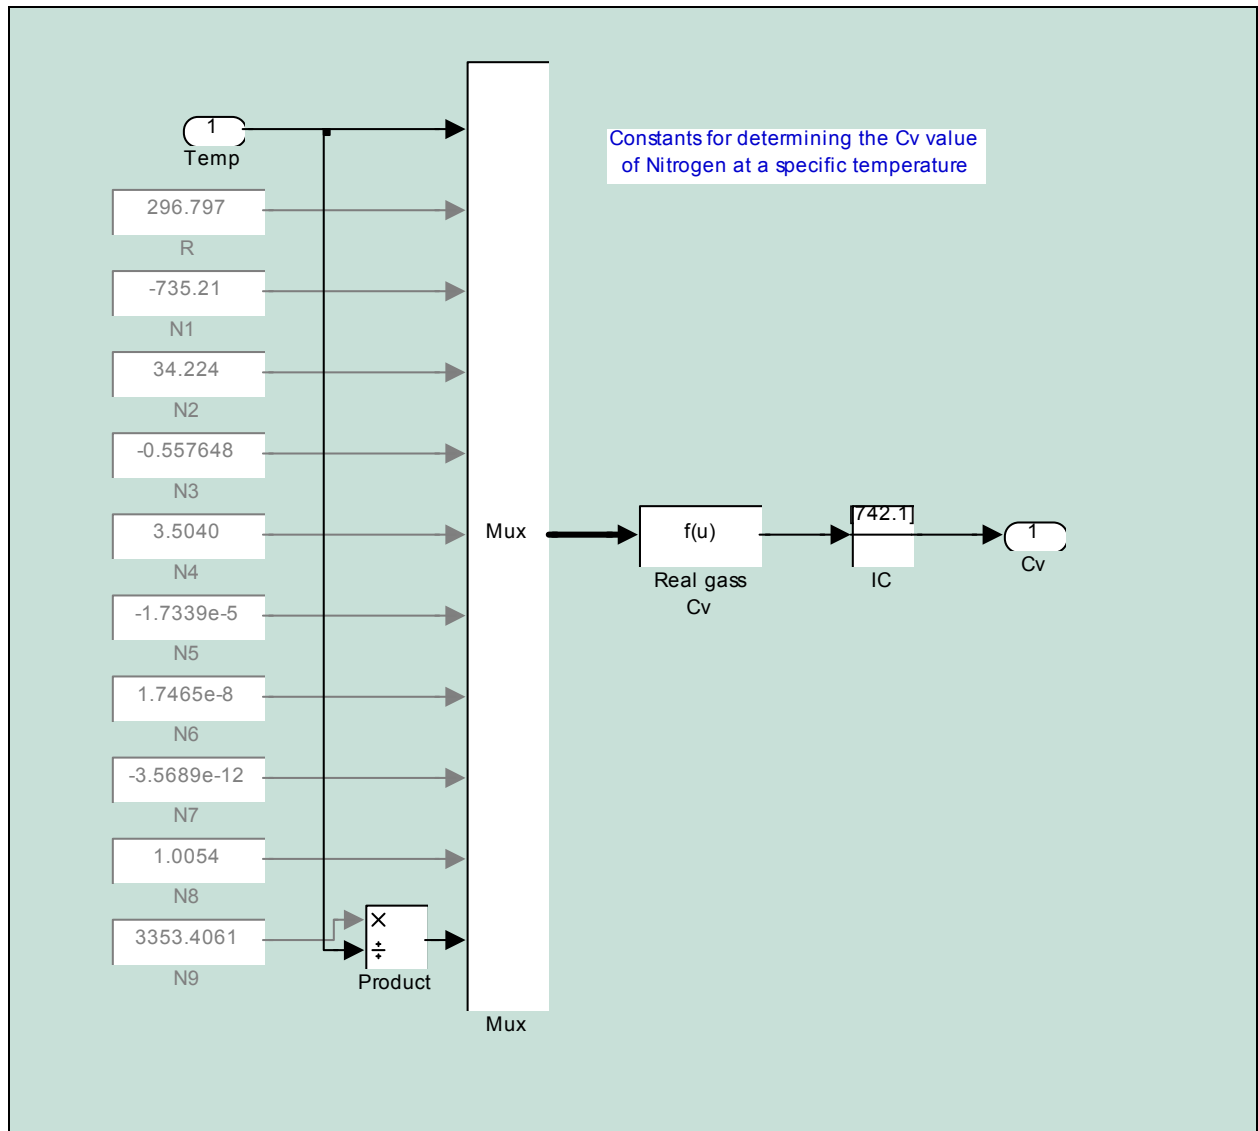 1
Temp
Constants for determining the Cv value
of Nitrogen at a specific temperature
296.797
R
-735.21
N1
34.224
N2
-0.557648
N3
3.5040
N4
Mux
f(u)
[742.1]
1
Real gass
Cv
IC
Cv
-1.7339e-5
N5
1.7465e-8
N6
-3.5689e-12
N7
1.0054
N8
3353.4061
N9
×
÷
Product
Mux